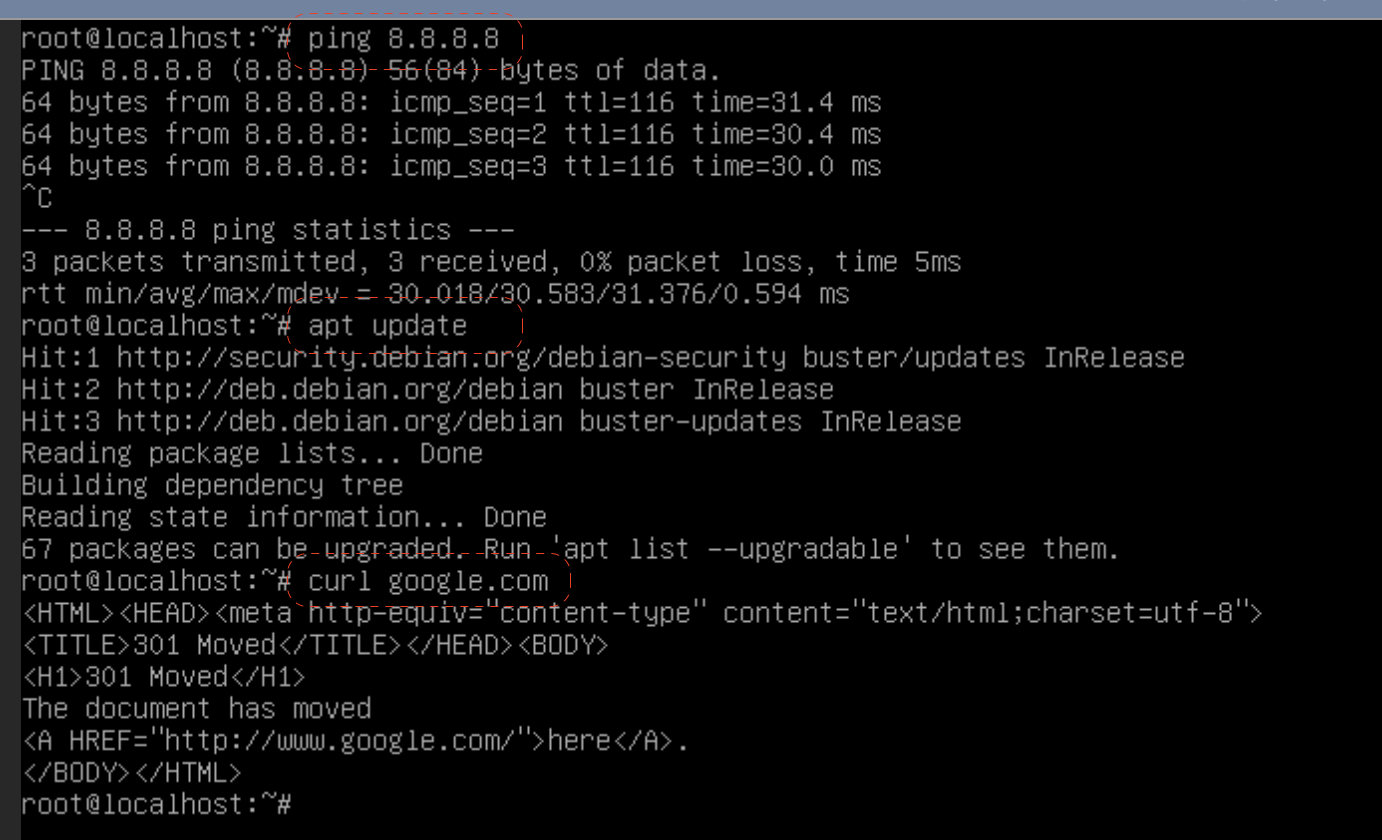 root@localhost:~# ping 8.8.8.8
PING 8.8.8.8 (8.8.8.8) 56(84) bytes of data.
64 bytes from 8.8.8.8: icmp_seq=1 ttl=116 time=31.4 ms
64 bytes from 8.8.8.8: icmp_seq=2 ttl=116 time=30.4 ms
64 bytes from 8.8.8.8: icmp_seq=3 ttl=116 time=30.0 ms
^C
--- 8.8.8.8 ping statistics ---
3 packets transmitted, 3 received, 0% packet loss, time 5ms
rtt min/avg/max/mdev = 30.018/30.583/31.376/0.594 ms
root@localhost:~# apt update
Hit:1 http://security.debian.org/debian-security buster/updates InRelease
Hit:2 http://deb.debian.org/debian buster InRelease
Hit:3 http://deb.debian.org/debian buster-updates InRelease
Reading package lists... Done
Building dependency tree
Reading state information... Done
67 packages can be upgraded. Run 'apt list --upgradable' to see them.
root@localhost:~# curl google.com
<HTML><HEAD><meta http-equiv="content-type" content="text/html;charset=utf-8">
<TITLE>301 Moved</TITLE></HEAD><BODY>
<H1>301 Moved</H1>
The document has moved
<A HREF="http://www.google.com/">here</A>.
</BODY></HTML>
root@localhost:~#